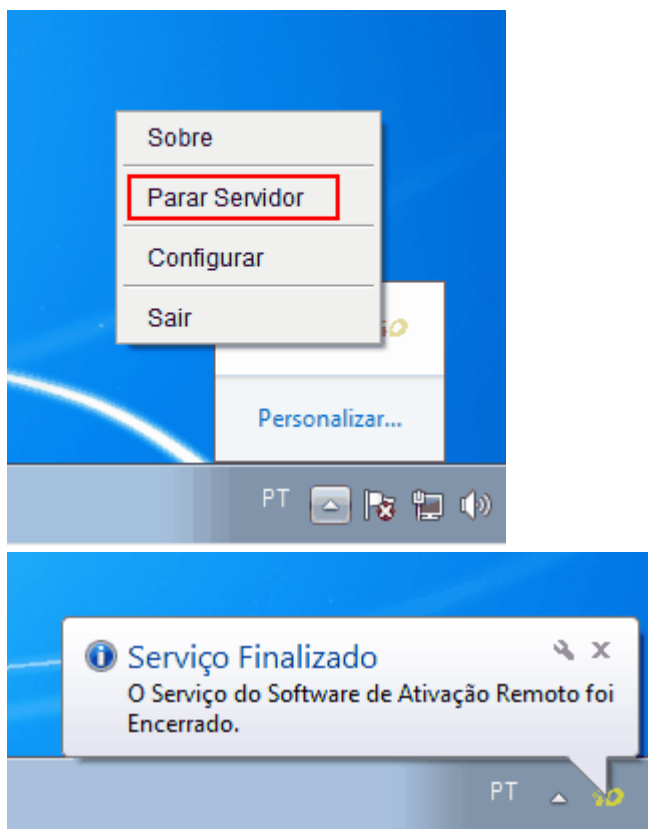 Sobre
Parar Servidor
Configurar
Sair
Personalizar...
PT
Serviço Finalizado
O Serviço do Software de Ativação Remoto foi
Encerrado.
PT